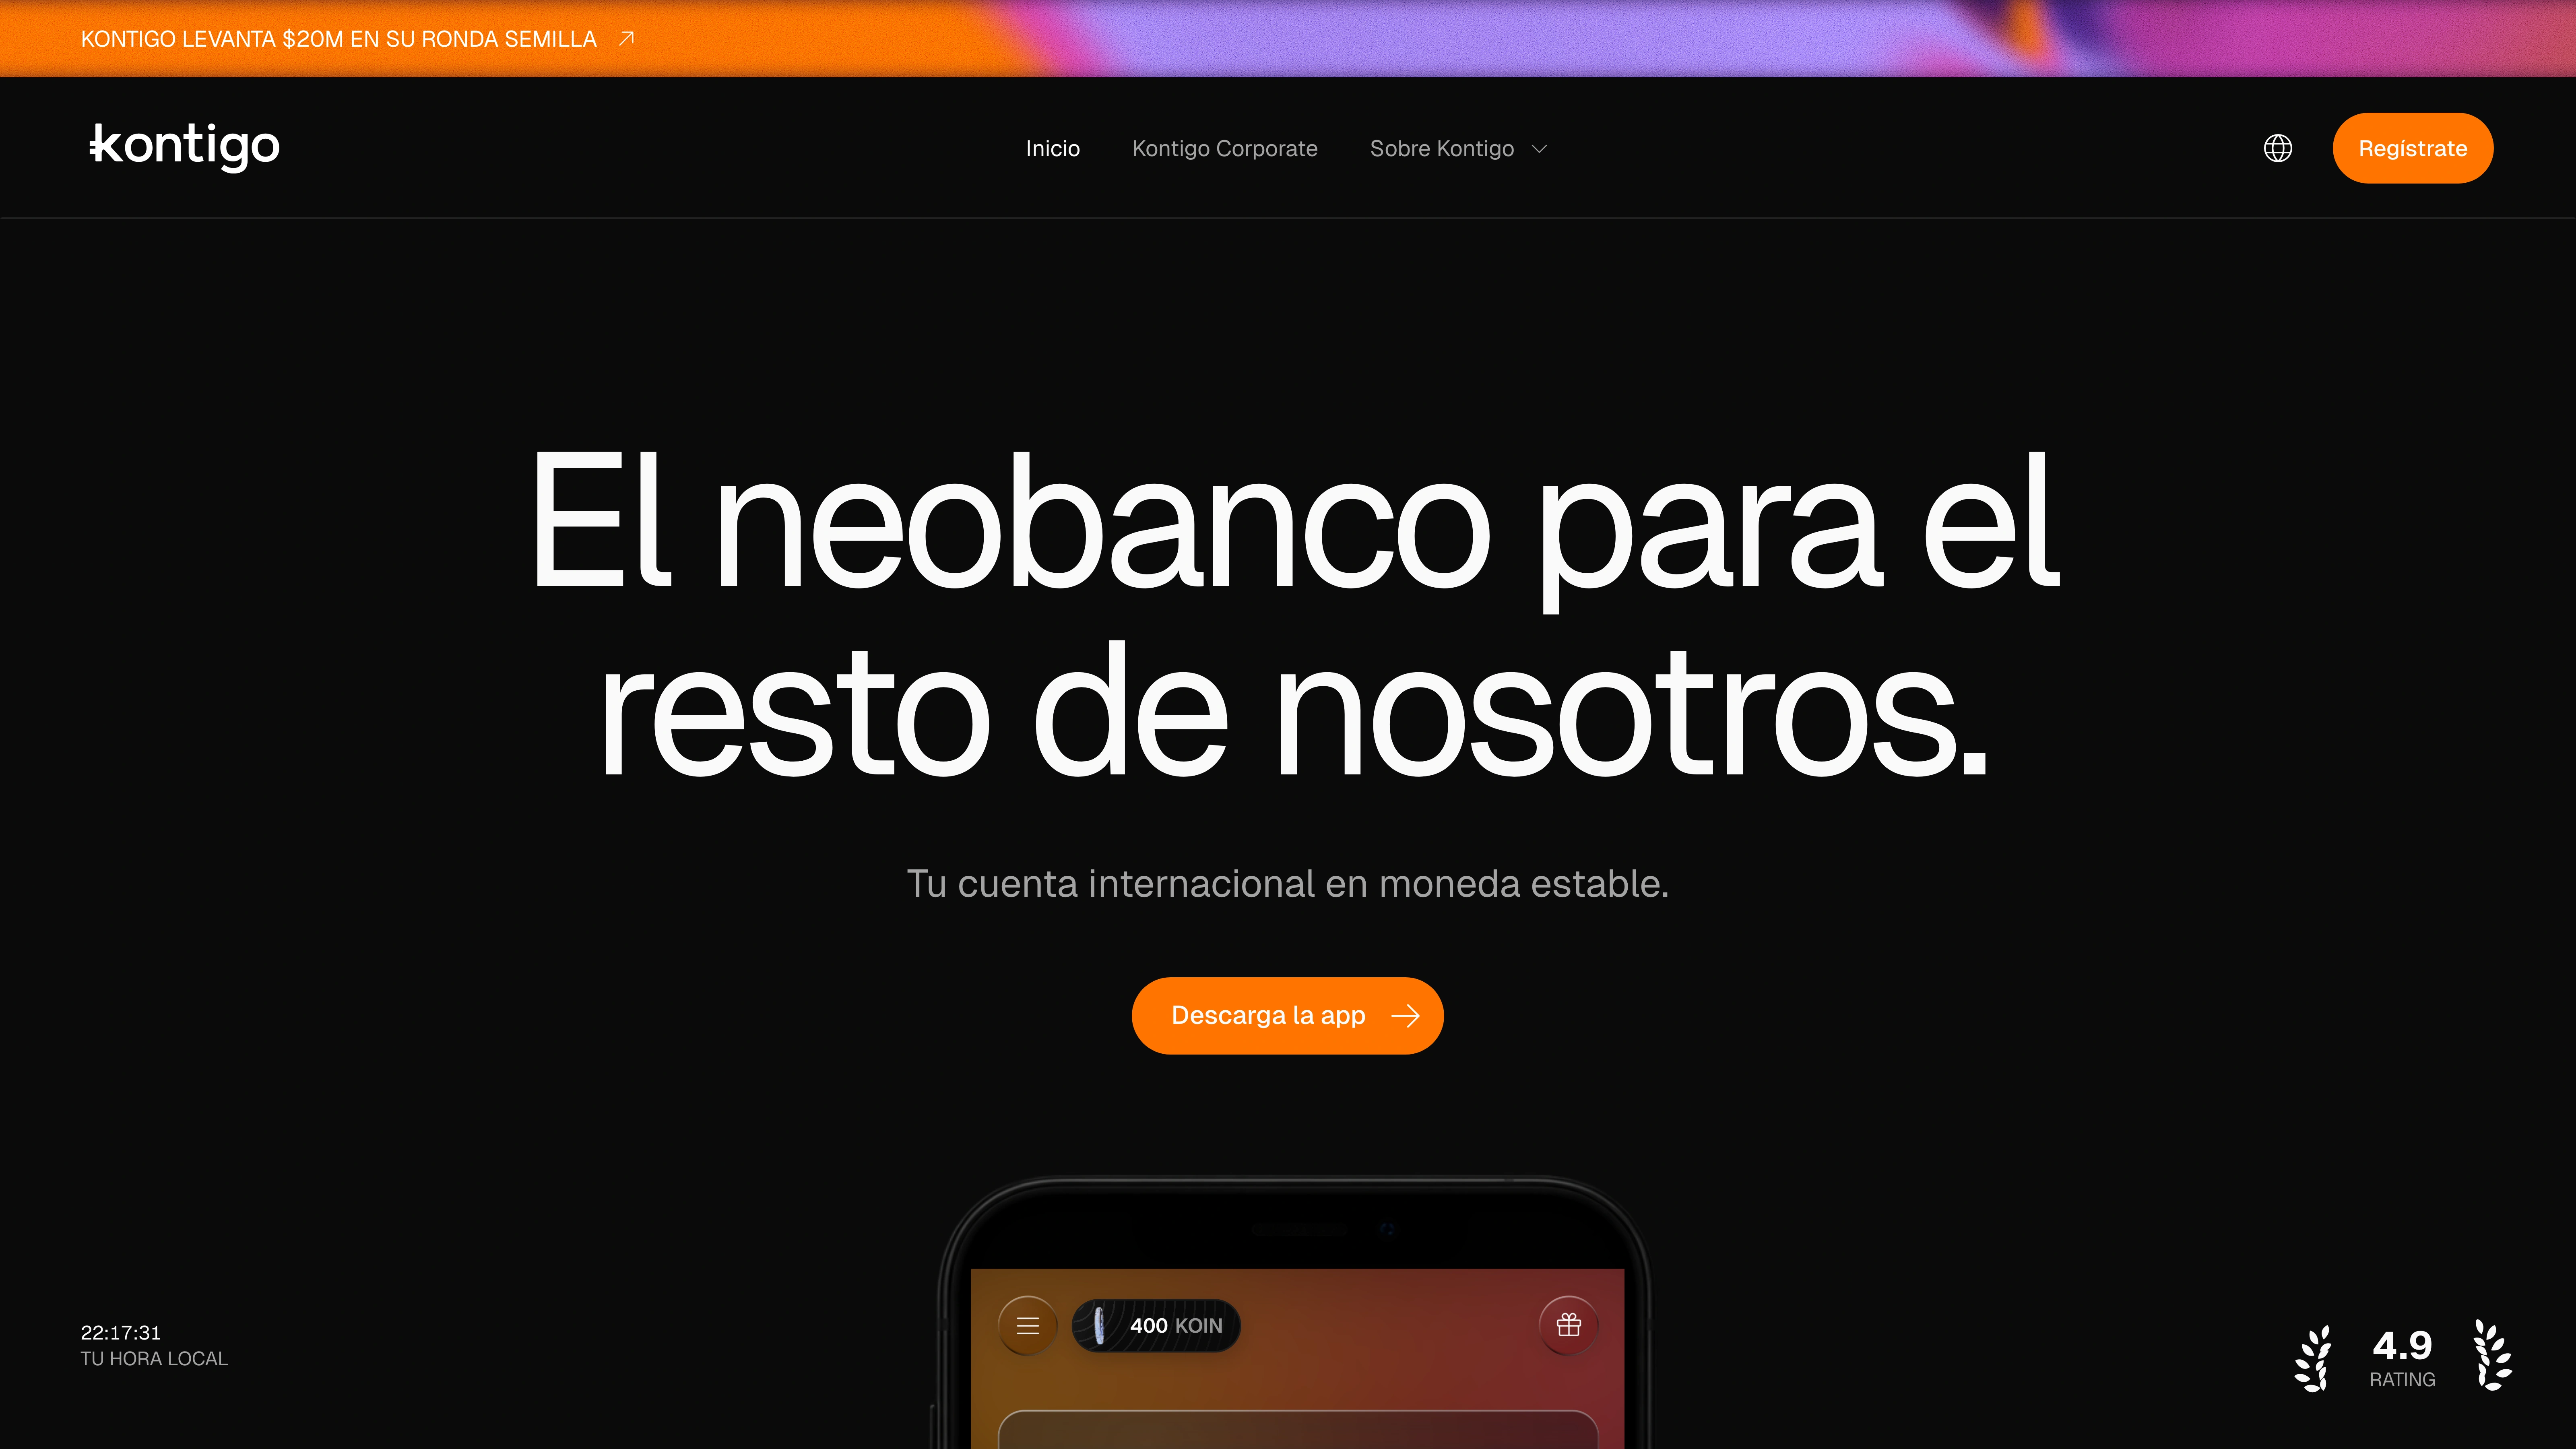 KONTIGO LEVANTA $20M EN SU RONDA SEMILLA
kontigo
Inicio
Kontigo Corporate
Sobre Kontigo
Regístrate
El neobanco para el
resto de nosotros.
Tu cuenta internacional en moneda estable.
Descarga la app
400 KOIN
22:17:31
TU HORA LOCAL
4.9
RATING